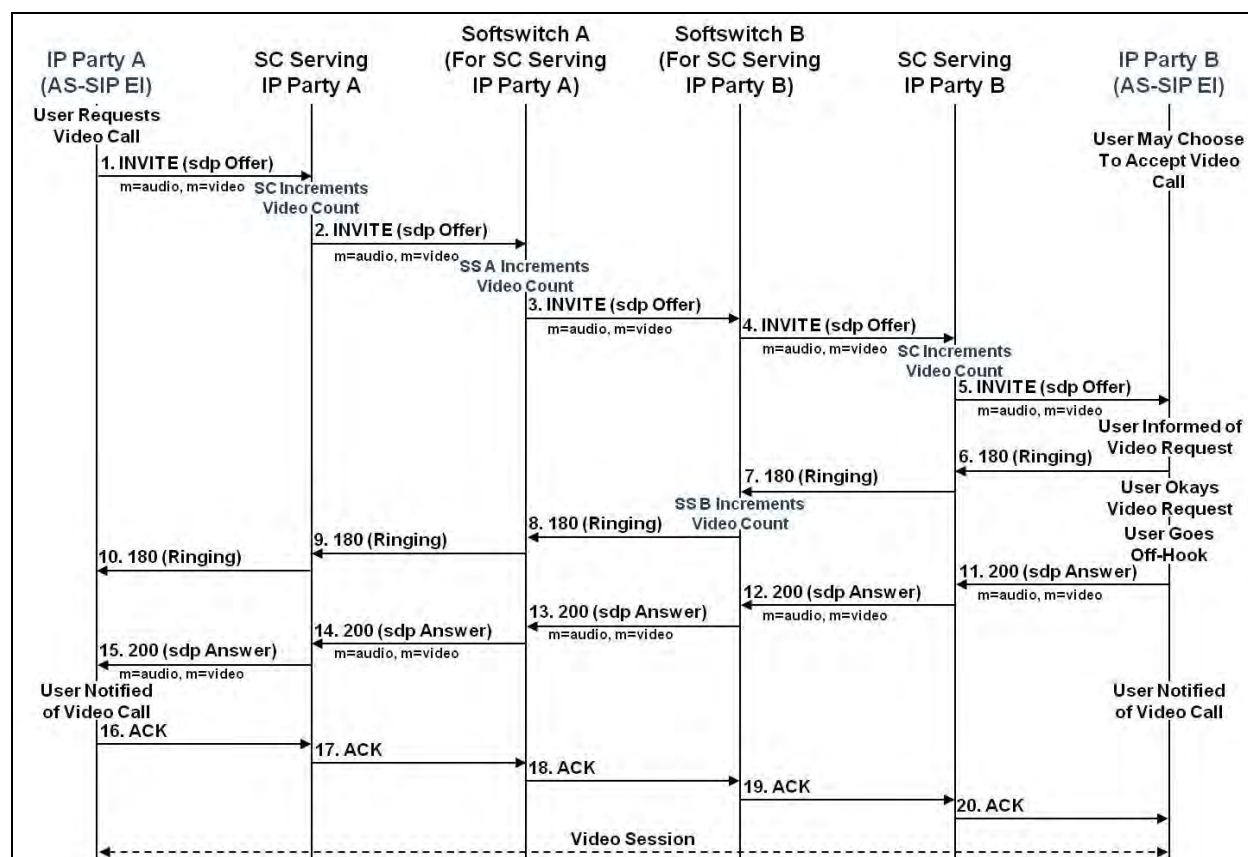 IP Party A
(AS-SIP EI)
SC Serving
IP Party A
Softswitch A
(For SC Serving
IP Party A)
Softswitch B
(For SC Serving
IP Party B)
SC Serving
IP Party B
IP Party B
(AS-SIP EI)
User Requests
Video Call
User May Choose
To Accept Video
Call
1. INVITE (sdp Offer)
m=audio, m=video
SC Increments
Video Count
2. INVITE (sdp Offer)
m=audio, m=video
SS A Increments
Video Count
3. INVITE (sdp Offer)
m=audio, m=video
4. INVITE (sdp Offer)
m=audio, m=video
SC Increments
Video Count
5. INVITE (sdp Offer)
m=audio, m=video
User Informed of
Video Request
6. 180 (Ringing)
7. 180 (Ringing)
User Okays
Video Request
SS B Increments
Video Count
8. 180 (Ringing)
User Goes
Off-Hook
9. 180 (Ringing)
10. 180 (Ringing)
11. 200 (sdp Answer)
m=audio, m=video
12. 200 (sdp Answer)
m=audio, m=video
13. 200 (sdp Answer)
m=audio, m=video
14. 200 (sdp Answer)
m=audio, m=video
15. 200 (sdp Answer)
m=audio, m=video
User Notified
of Video Call
User Notified
of Video Call
16. ACK
17. ACK
18. ACK
19. ACK
20. ACK
Video Session